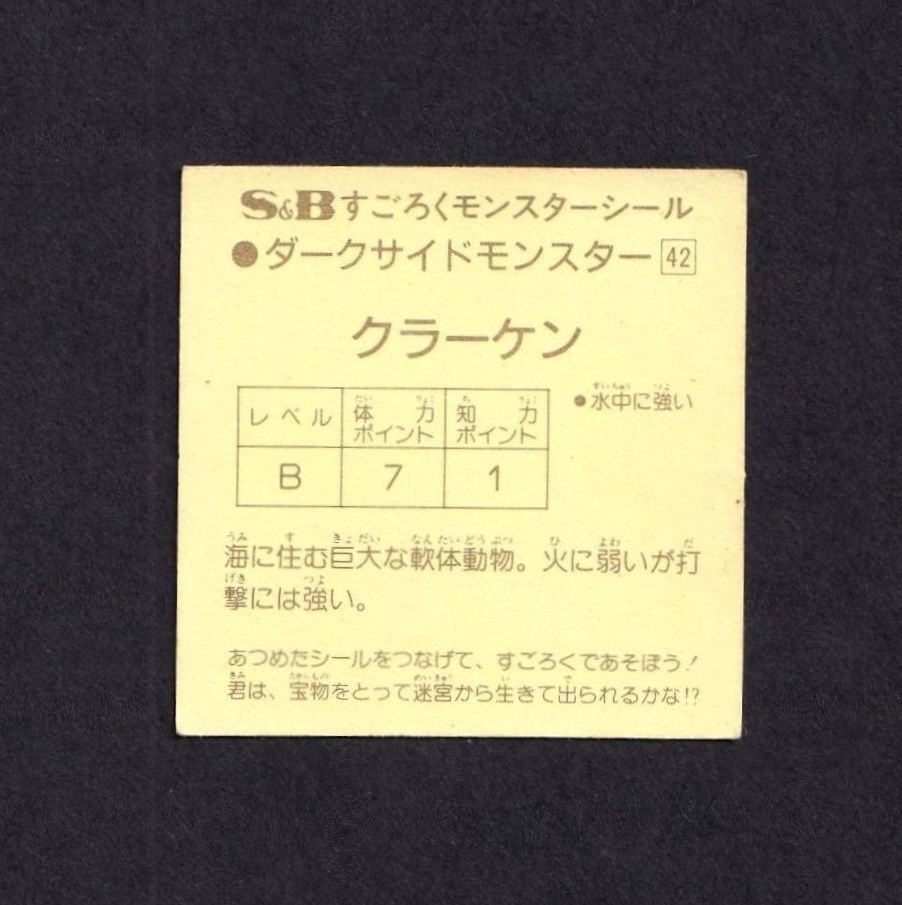 S&Bすごろくモンスターシール
●ダークサイドモンスター 42
クラーケン
レベル 体力ポイント 知力ポイント
B 7 1
●水中に強い
海に住む巨大な軟体動物。火に弱いが打
撃には強い。
あつめたシールをつなげて、すごろくであそぼう!
君は、宝物をとって迷宮から生きて出られるかな!?